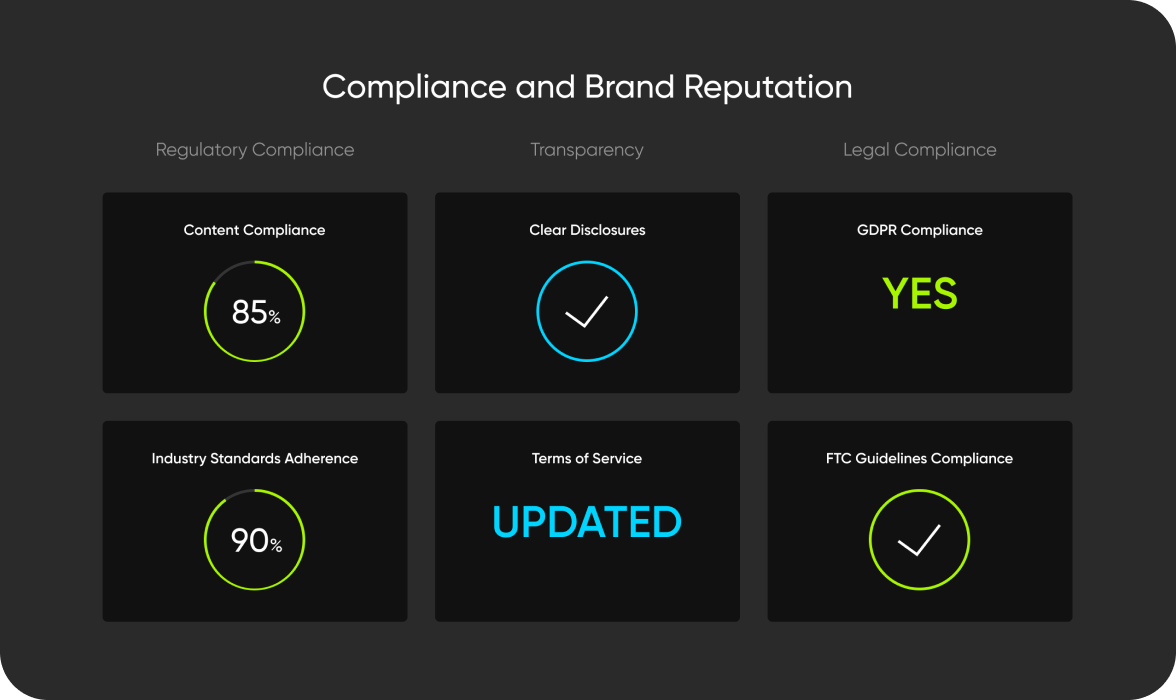 Compliance and Brand Reputation
Regulatory Compliance
Transparency
Legal Compliance
Content Compliance
85%
Clear Disclosures
GDPR Compliance
YES
Industry Standards Adherence
90%
Terms of Service
UPDATED
FTC Guidelines Compliance